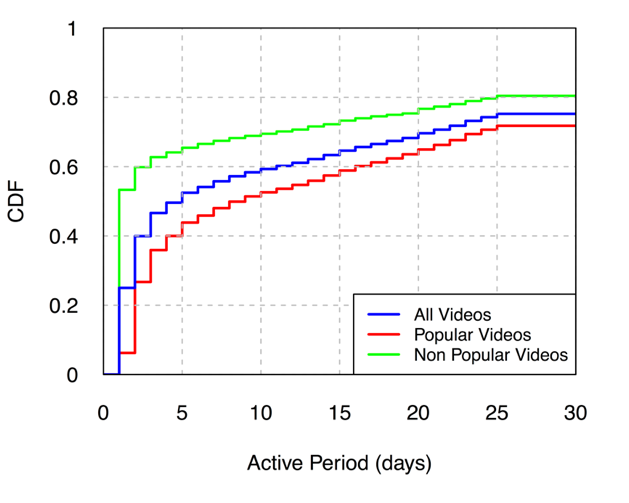 1
0.8
0.6
0.4
0.2
0
CDF
0 5 10 15 20 25 30
Active Period (days)
All Videos
Popular Videos
Non Popular Videos